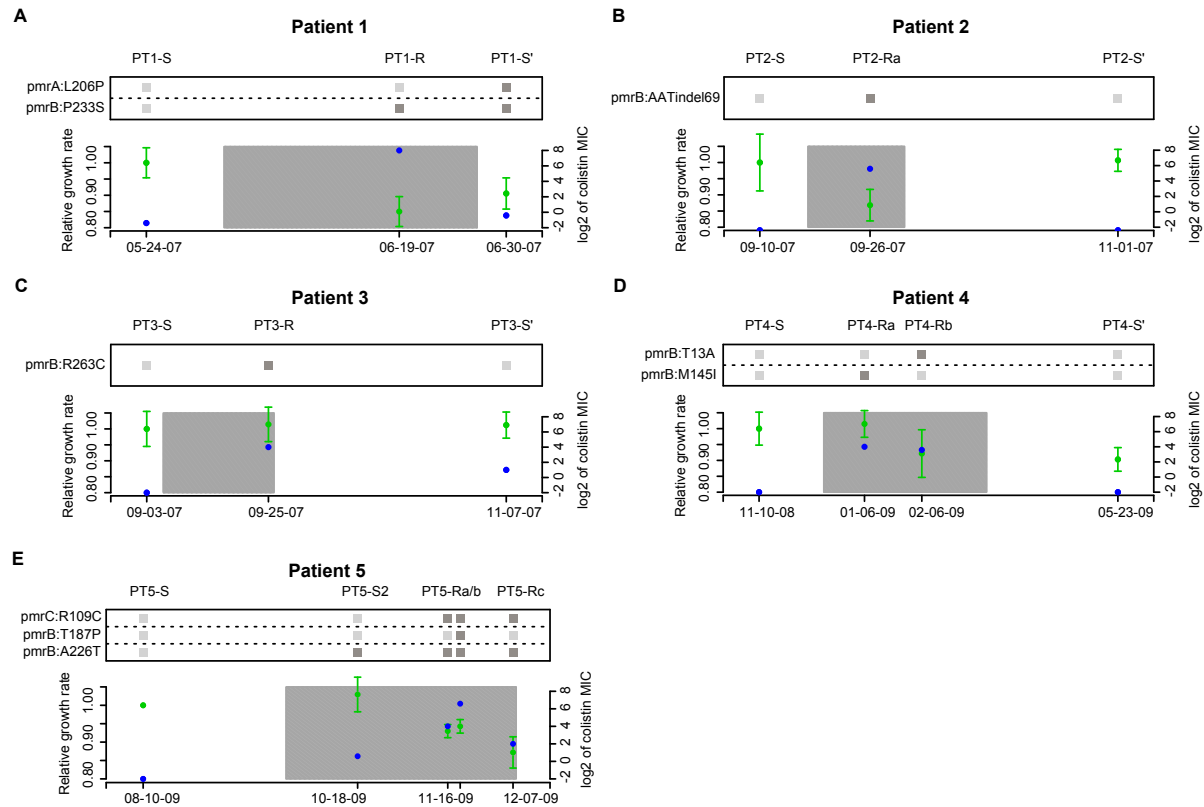 A
Patient 1
PT1-S PT1-R PT1-S'
pmrA:L206P
pmrB:P233S
Relative growth rate
0.80 0.90 1.00
-2 0 2 4 6 8
log2 of colistin MIC
05-24-07 06-19-07 06-30-07
B
Patient 2
PT2-S PT2-Ra PT2-S'
pmrB:AATindel69
Relative growth rate
0.80 0.90 1.00
-2 0 2 4 6 8
log2 of colistin MIC
09-10-07 09-26-07 11-01-07
C
Patient 3
PT3-S PT3-R PT3-S'
pmrB:R263C
Relative growth rate
0.80 0.90 1.00
-2 0 2 4 6 8
log2 of colistin MIC
09-03-07 09-25-07 11-07-07
D
Patient 4
PT4-S PT4-Ra PT4-Rb PT4-S'
pmrB:T13A
pmrB:M145I
Relative growth rate
0.80 0.90 1.00
-2 0 2 4 6 8
log2 of colistin MIC
11-10-08 01-06-09 02-06-09 05-23-09
E
Patient 5
PT5-S PT5-S2 PT5-Ra/b PT5-Rc
pmrC:R109C
pmrB:T187P
pmrB:A226T
Relative growth rate
0.80 0.90 1.00
-2 0 2 4 6 8
log2 of colistin MIC
08-10-09 10-18-09 11-16-09 12-07-09